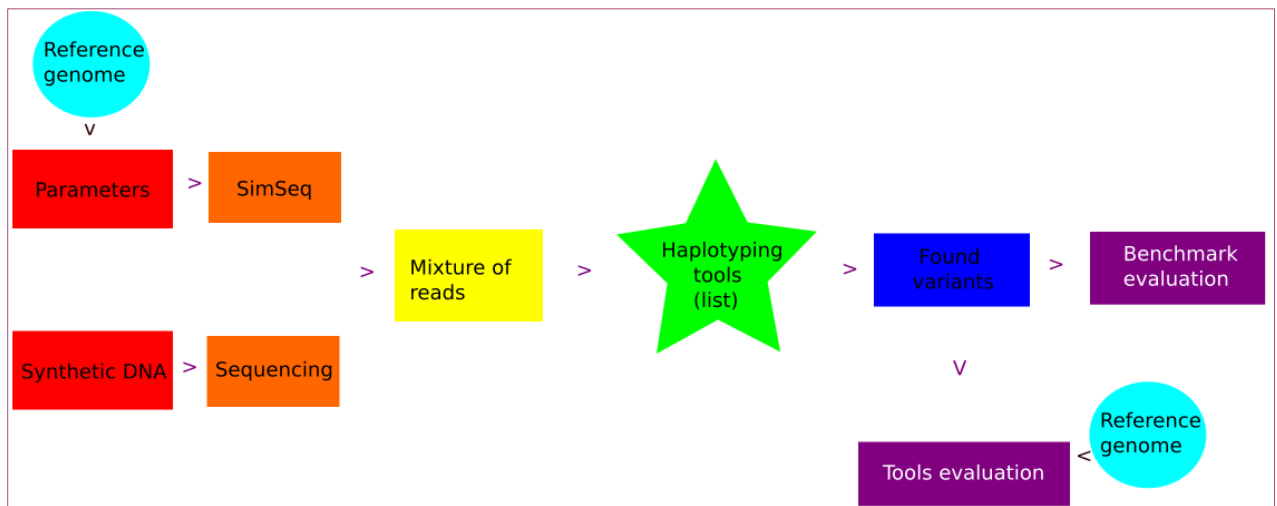 Reference
genome
v
Parameters
>
SimSeq
>
Mixture of
reads
>
Haplotyping
tools
(list)
>
Found
variants
>
Benchmark
evaluation
Synthetic DNA
>
Sequencing
V
Reference
genome
<
Tools evaluation